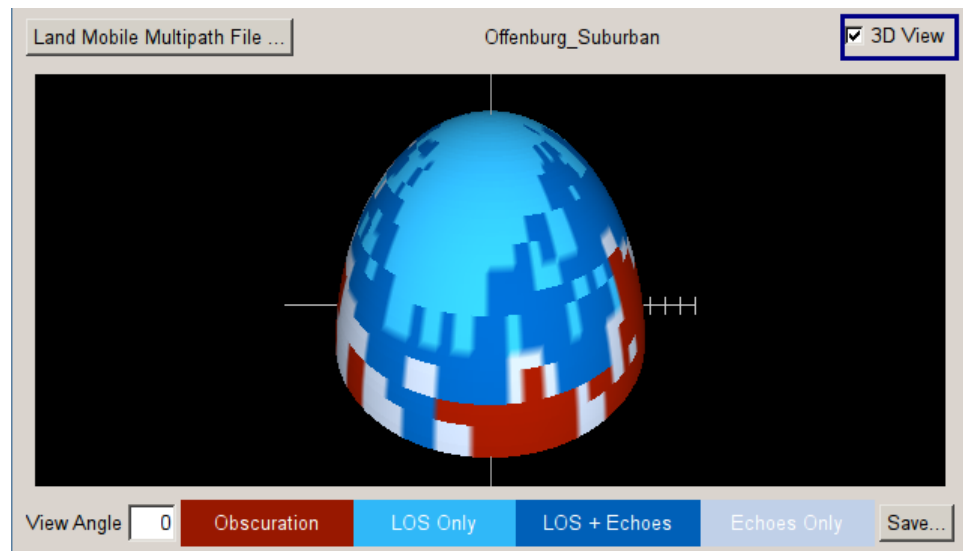 Land Mobile Multipath File ... Offenburg_Suburban 3D View
View Angle 0 Obscuration LOS Only LOS + Echoes Echoes Only Save...